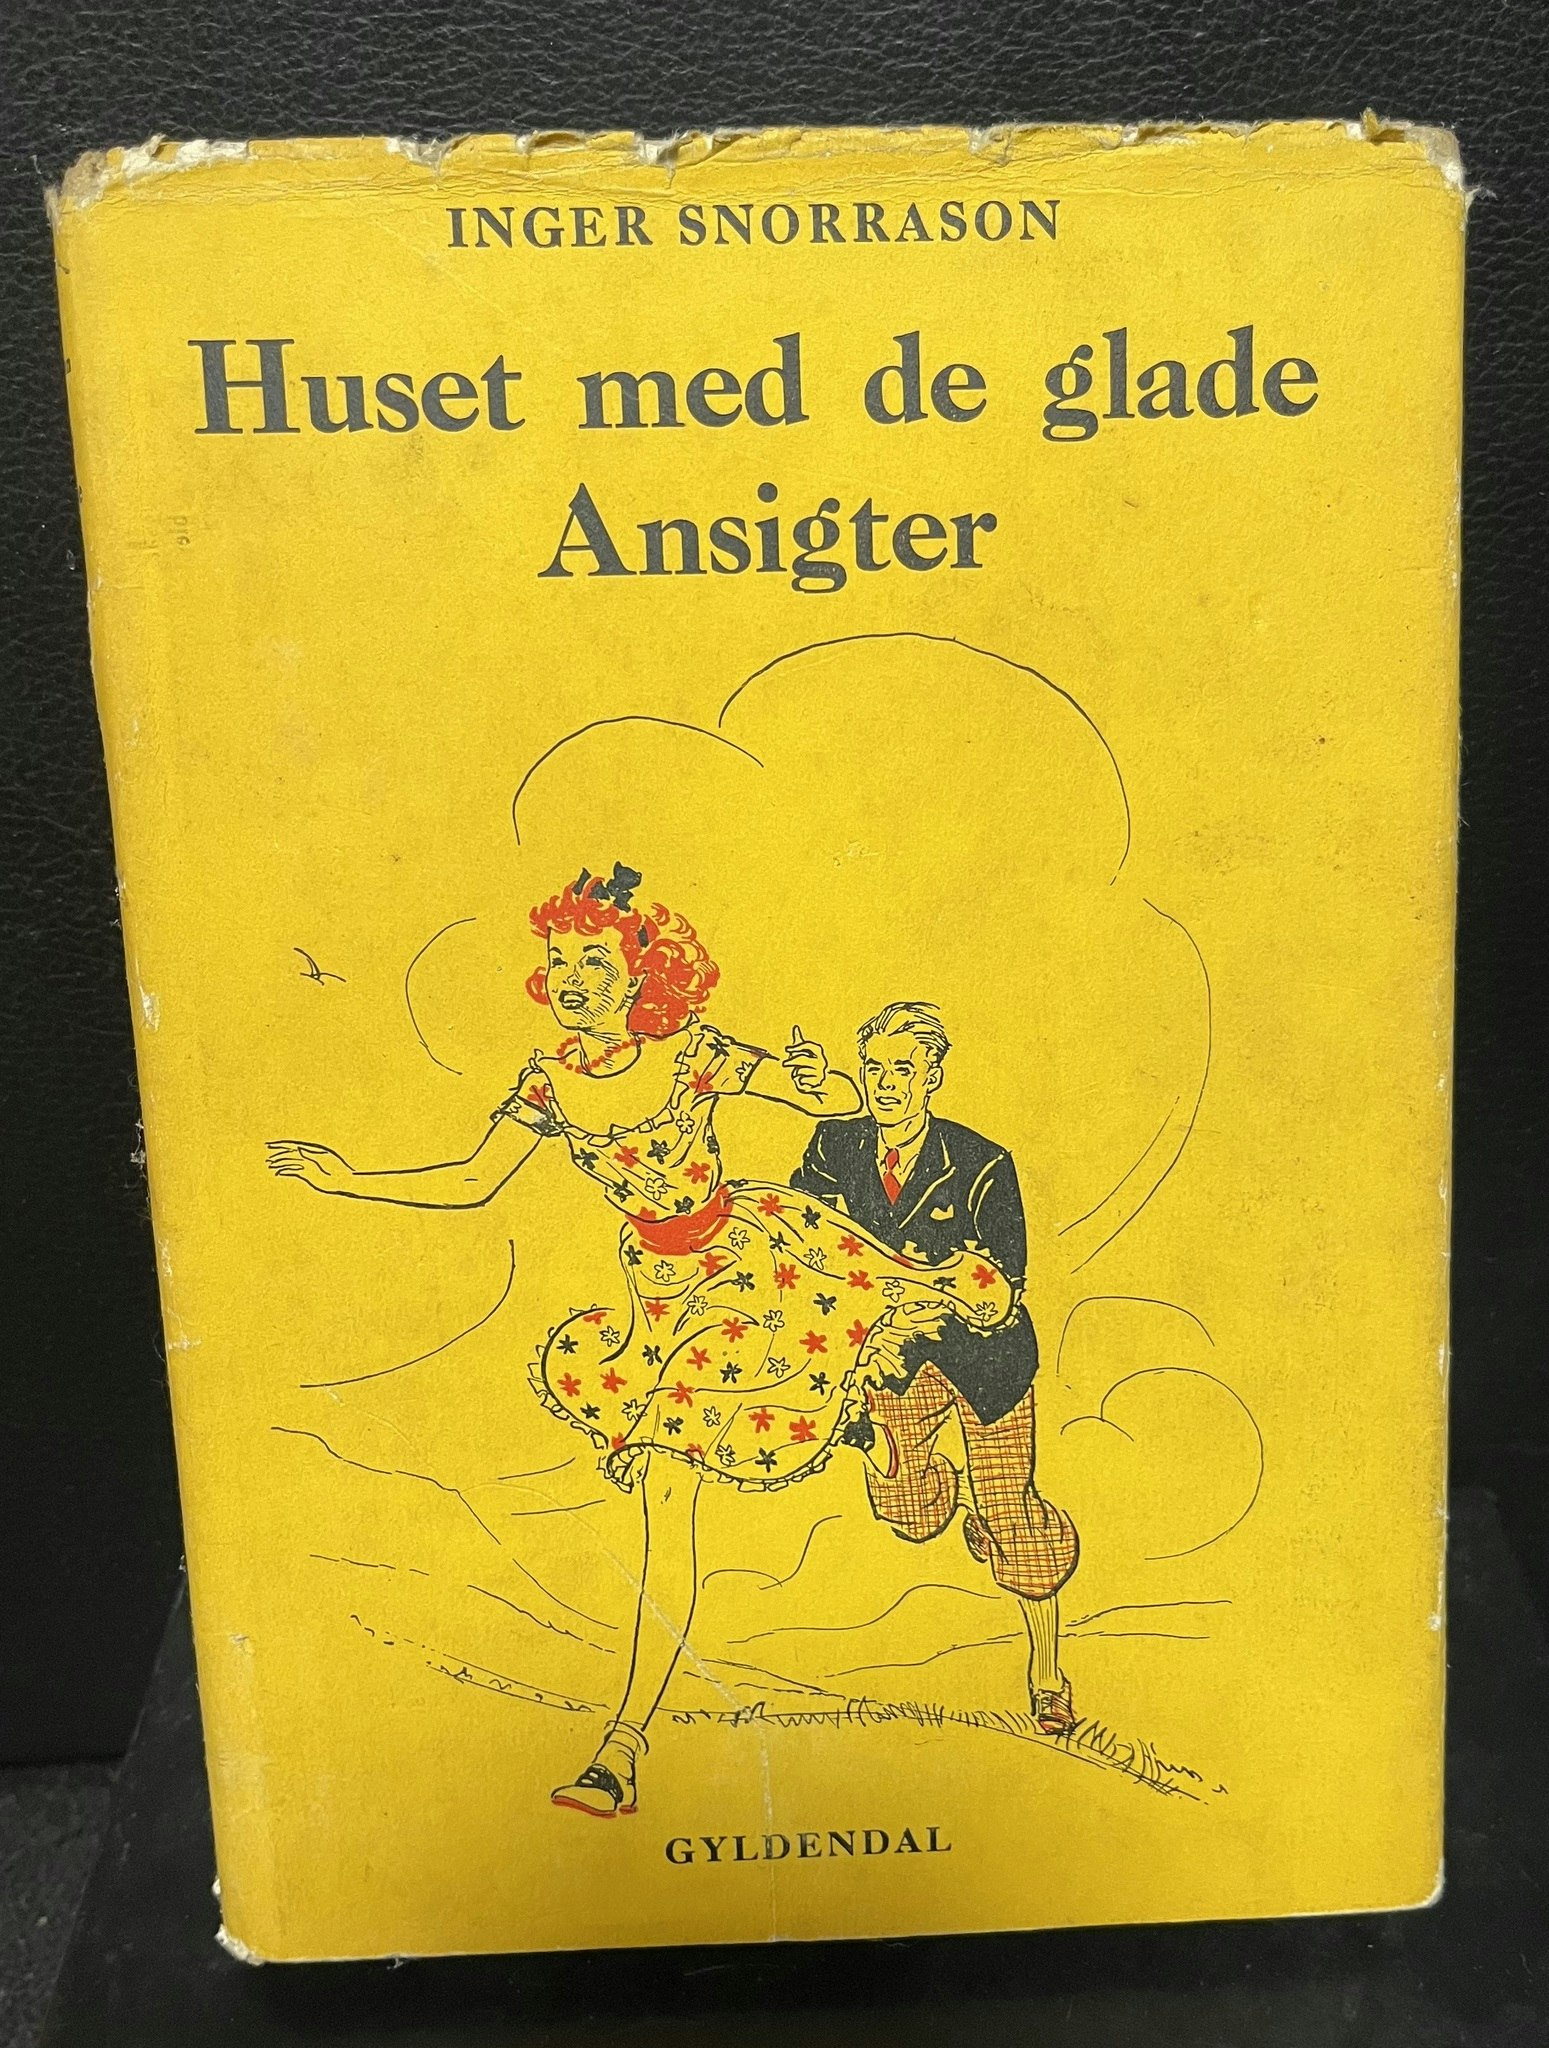 INGER SNORRASON
Huset med de glade
Ansigter
GYLDENDAL